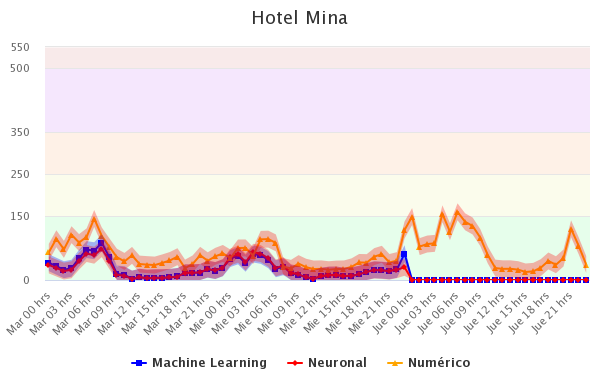 Hotel Mina
550
500
350
250
150
0
Mar 00 hrs
Mar 03 hrs
Mar 06 hrs
Mar 09 hrs
Mar 12 hrs
Mar 15 hrs
Mar 18 hrs
Mar 21 hrs
Mie 00 hrs
Mie 03 hrs
Mie 06 hrs
Mie 09 hrs
Mie 12 hrs
Mie 15 hrs
Mie 18 hrs
Mie 21 hrs
Jue 00 hrs
Jue 03 hrs
Jue 06 hrs
Jue 09 hrs
Jue 12 hrs
Jue 15 hrs
Jue 18 hrs
Jue 21 hrs
Machine Learning Neuronal Numérico